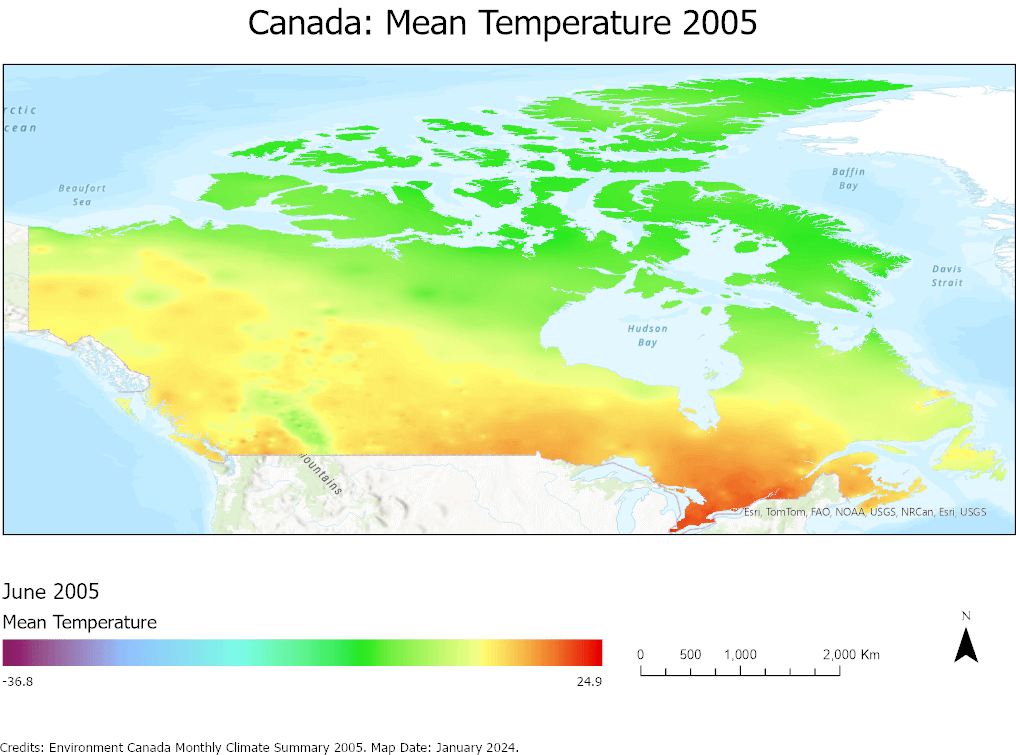 Canada: Mean Temperature 2005
rctic
cean
Beaufort
Sea
Baffin
Bay
Davis
Strait
Hudson
Bay
ountains
Esri, TomTom, FAO, NOAA, USGS, NRCan, Esri, USGS
June 2005
Mean Temperature
-36.8
24.9
0 500 1,000 2,000 Km
N
Credits: Environment Canada Monthly Climate Summary 2005. Map Date: January 2024.